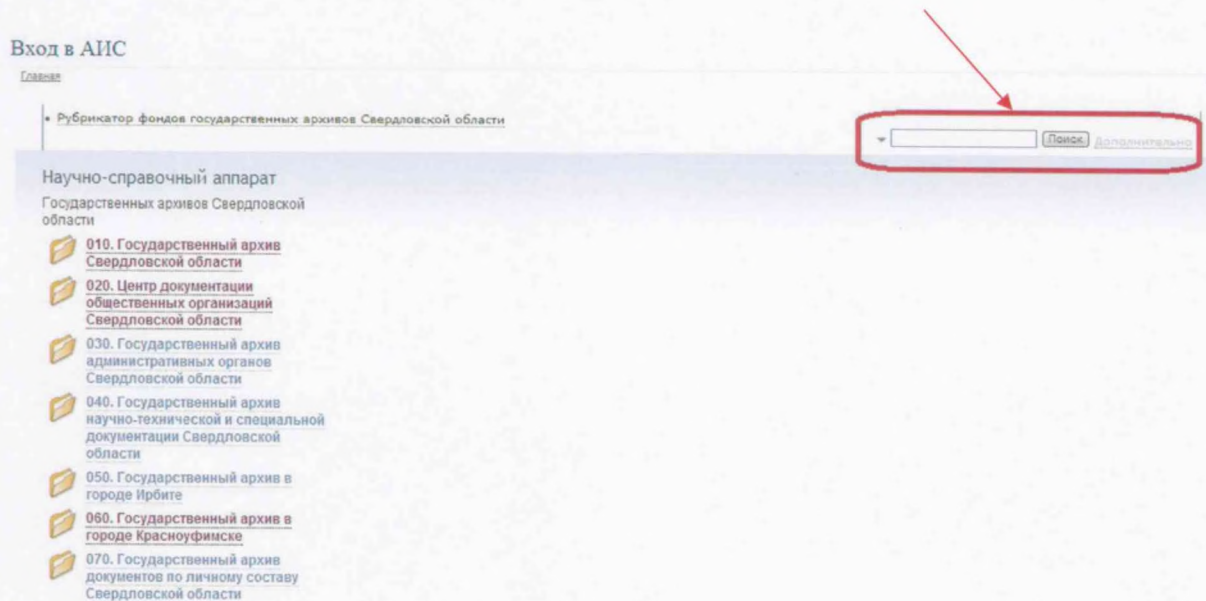 Вход в АИС
Главная
• Рубрикатор фондов государственных архивов Свердловской области
Поиск Дополнительно
Научно-справочный аппарат
Государственных архивов Свердловской
области
010. Государственный архив
Свердловской области
020. Центр документации
общественных организаций
Свердловской области
030. Государственный архив
административных органов
Свердловской области
040. Государственный архив
научно-технической и специальной
документации Свердловской
области
050. Государственный архив в
городе Ирбите
060. Государственный архив в
городе Красноуфимске
070. Государственный архив
документов по личному составу
Свердловской области